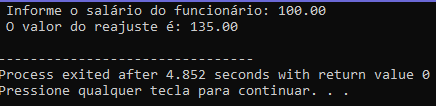 Informe o salário do funcionário: 100.00
O valor do reajuste é: 135.00
--------------------------------
Process exited after 4.852 seconds with return value 0
Pressione qualquer tecla para continuar. . .